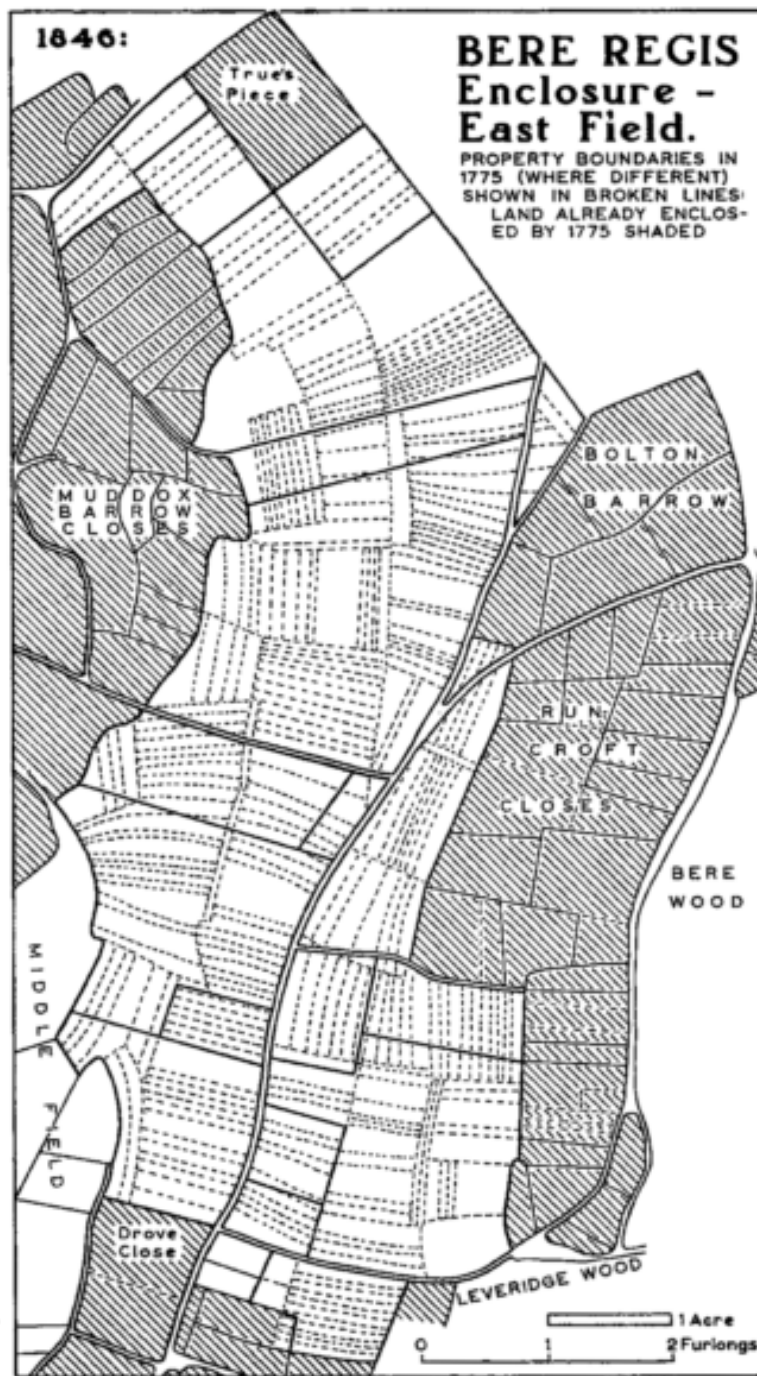 1846:
BERE REGIS
Enclosure –
East Field.
PROPERTY BOUNDARIES IN
1775 (WHERE DIFFERENT)
SHOWN IN BROKEN LINES:
LAND ALREADY ENCLOS-
ED BY 1775 SHADED
True's
Piece
BOLTON
BARROW
MUDDOX
BARROW
CLOSES
RUN
CROFT
CLOSES
BERE
WOOD
MIDDLE FIELD
Drove
Close
LEVERIDGE WOOD
1 Acre
0 1 2 Furlongs